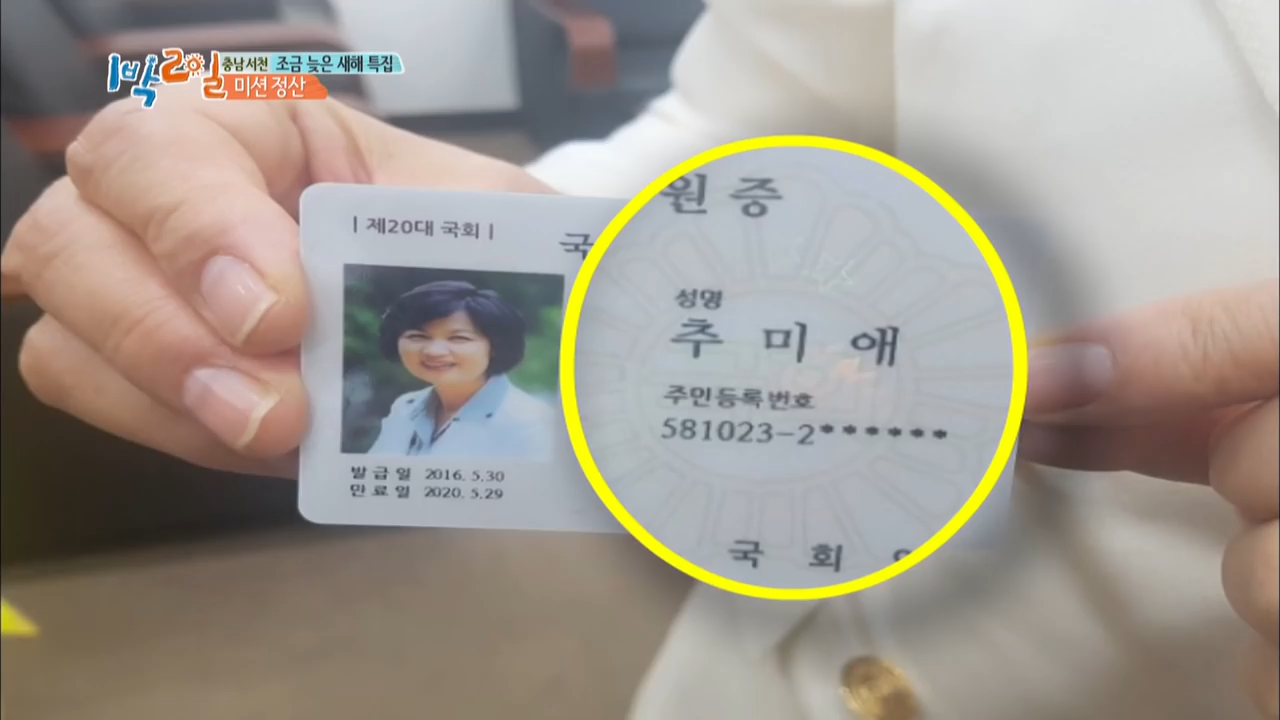 1박2일 충남 서천 조금 늦은 새해 특집
미션 정산
| 제20대 국회 |
국
원증
성명
추미애
주민등록번호
581023-2******
발급일 2016. 5.30
만료일 2020. 5.29
국회